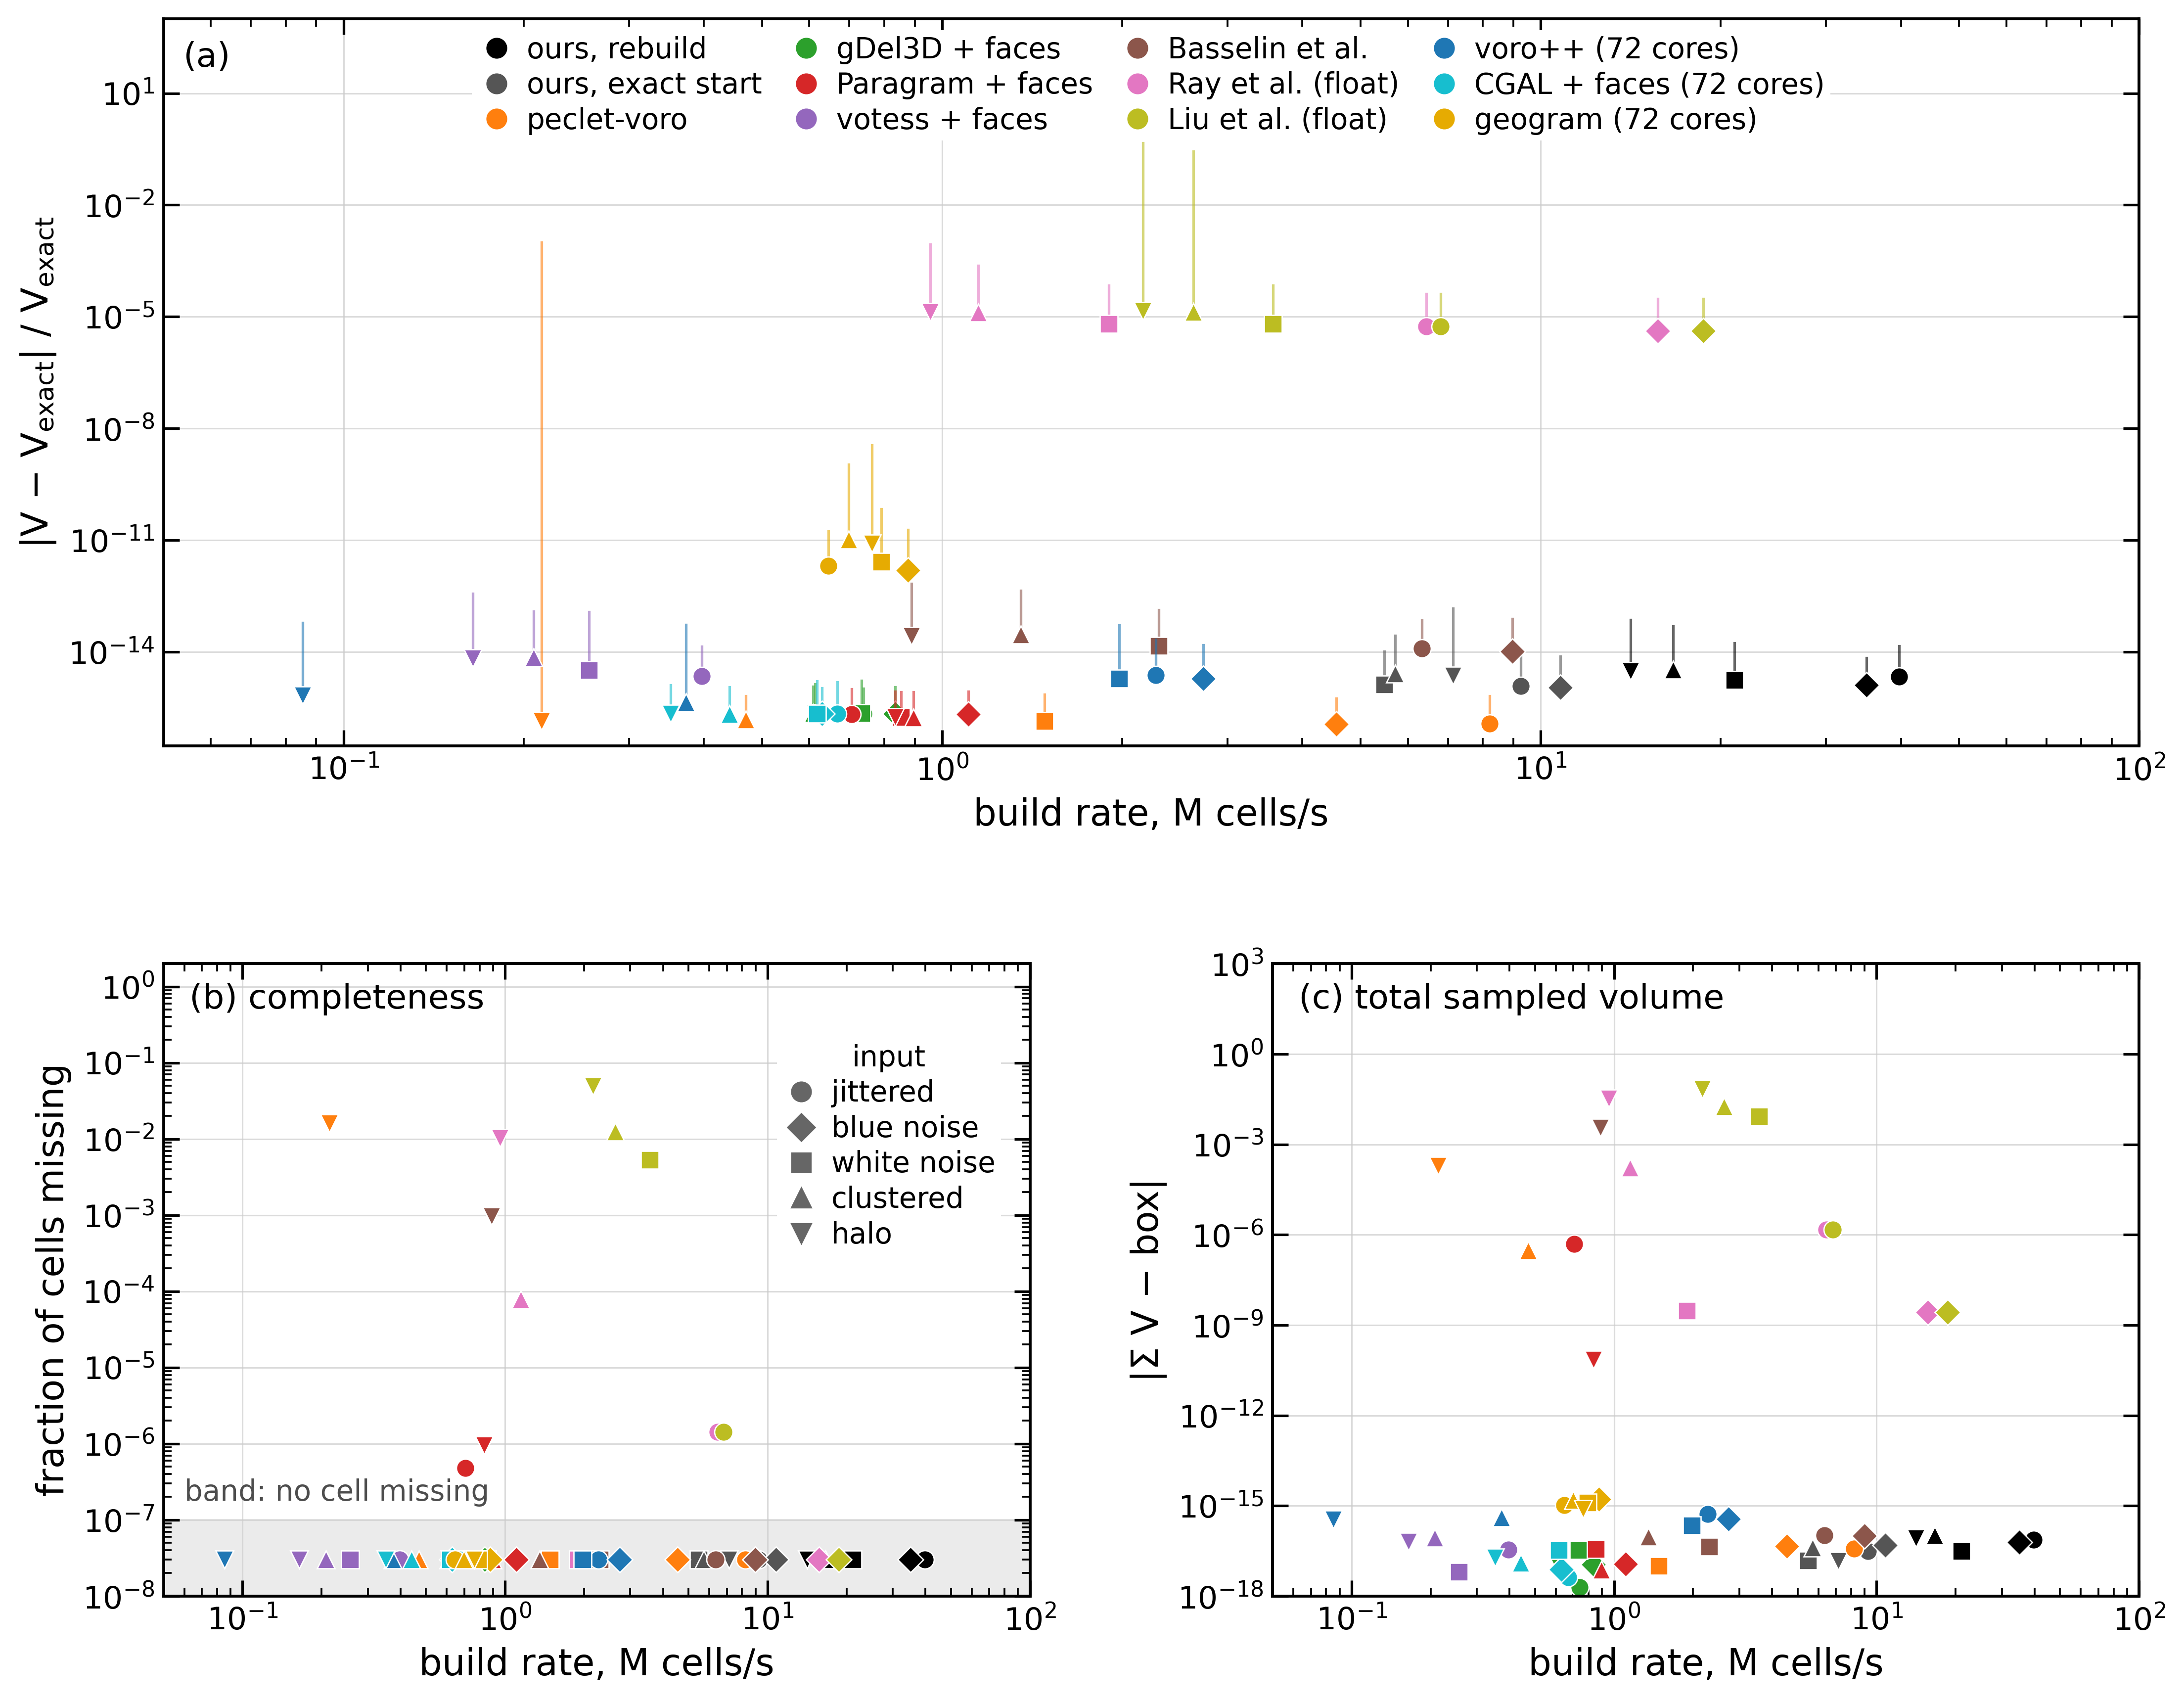 (a)
ours, rebuild
ours, exact start
peclet-voro
gDel3D + faces
Paragram + faces
votess + faces
Basselin et al.
Ray et al. (float)
Liu et al. (float)
voro++ (72 cores)
CGAL + faces (72 cores)
geogram (72 cores)
|V − V_exact| / V_exact
10^1
10^−2
10^−5
10^−8
10^−11
10^−14
10^−1
10^0
10^1
10^2
build rate, M cells/s
(b) completeness
fraction of cells missing
10^0
10^−1
10^−2
10^−3
10^−4
10^−5
10^−6
10^−7
10^−8
input
jittered
blue noise
white noise
clustered
halo
band: no cell missing
10^−1
10^0
10^1
10^2
build rate, M cells/s
(c) total sampled volume
|Σ V − box|
10^3
10^0
10^−3
10^−6
10^−9
10^−12
10^−15
10^−18
10^−1
10^0
10^1
10^2
build rate, M cells/s